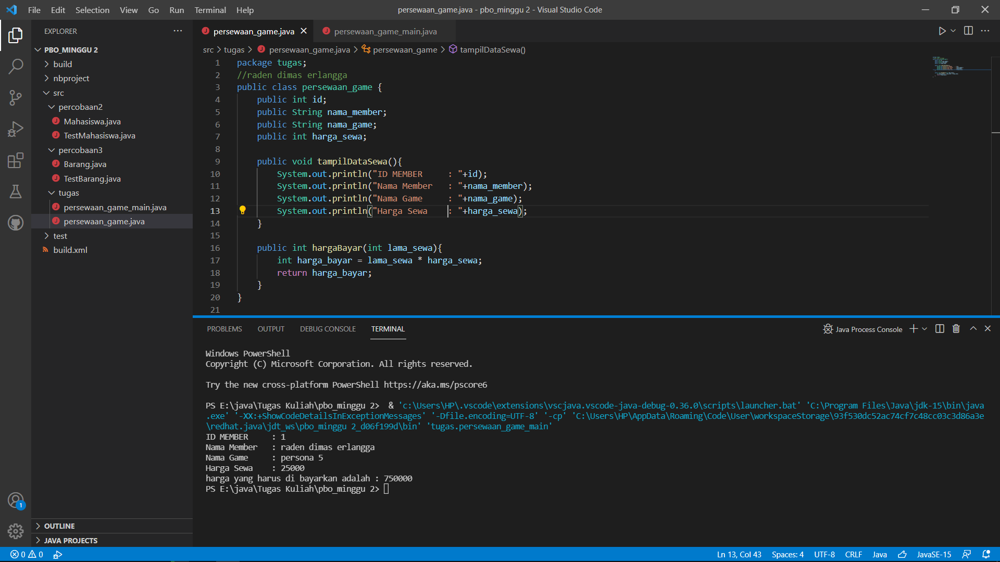 File Edit Selection View Go Run Terminal Help
persewaan_game.java - pbo_minggu 2 - Visual Studio Code
EXPLORER
PBO_MINGGU 2
build
nbproject
src
percobaan2
Mahasiswa.java
TestMahasiswa.java
percobaan3
Barang.java
TestBarang.java
tugas
persewaan_game_main.java
persewaan_game.java
test
build.xml
OUTLINE
JAVA PROJECTS
1
persewaan_game.java persewaan_game_main.java
src > tugas > persewaan_game.java > persewaan_game > tampilDataSewa()
1 package tugas;
2 //raden dimas erlangga
3 public class persewaan_game {
4     public int id;
5     public String nama_member;
6     public String nama_game;
7     public int harga_sewa;
8
9     public void tampilDataSewa(){
10         System.out.println("ID MEMBER     : "+id);
11         System.out.println("Nama Member   : "+nama_member);
12         System.out.println("Nama Game     : "+nama_game);
13         System.out.println("Harga Sewa    : "+harga_sewa);
14     }
15
16     public int hargaBayar(int lama_sewa){
17         int harga_bayar = lama_sewa * harga_sewa;
18         return harga_bayar;
19     }
20 }
21
PROBLEMS OUTPUT DEBUG CONSOLE TERMINAL
Java Process Console
Windows PowerShell
Copyright (C) Microsoft Corporation. All rights reserved.
Try the new cross-platform PowerShell https://aka.ms/pscore6
PS E:\java\Tugas Kuliah\pbo_minggu 2>  & 'c:\Users\HP\.vscode\extensions\vscjava.vscode-java-debug-0.36.0\scripts\launcher.bat' 'C:\Program Files\Java\jdk-15\bin\java
.exe' '-XX:+ShowCodeDetailsInExceptionMessages' '-Dfile.encoding=UTF-8' '-cp' 'C:\Users\HP\AppData\Roaming\Code\User\workspaceStorage\93f530dc52ac74cf7c48cc03c3d86a3e
\redhat.java\jdt_ws\pbo_minggu 2_d06f199d\bin' 'tugas.persewaan_game_main'
ID MEMBER     : 1
Nama Member   : raden dimas erlangga
Nama Game     : persona 5
Harga Sewa    : 25000
harga yang harus di bayarkan adalah : 750000
PS E:\java\Tugas Kuliah\pbo_minggu 2>
0 0
Ln 13, Col 43 Spaces: 4 UTF-8 CRLF Java JavaSE-15